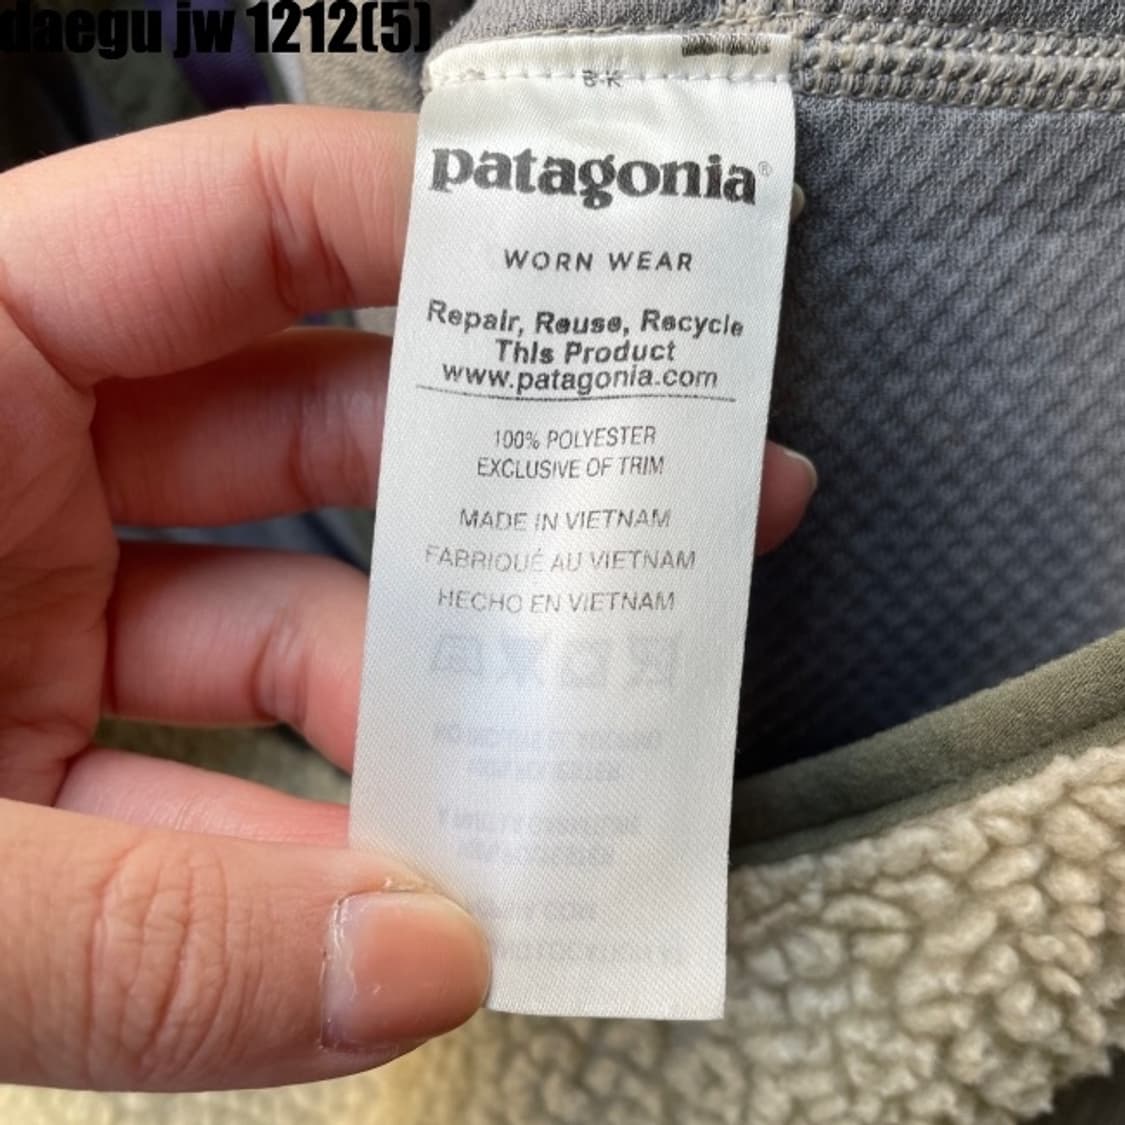 daegu jw 1212(5)
patagonia®
WORN WEAR
Repair, Reuse, Recycle
This Product
www.patagonia.com
100% POLYESTER
EXCLUSIVE OF TRIM
MADE IN VIETNAM
FABRIQUÉ AU VIETNAM
HECHO EN VIETNAM